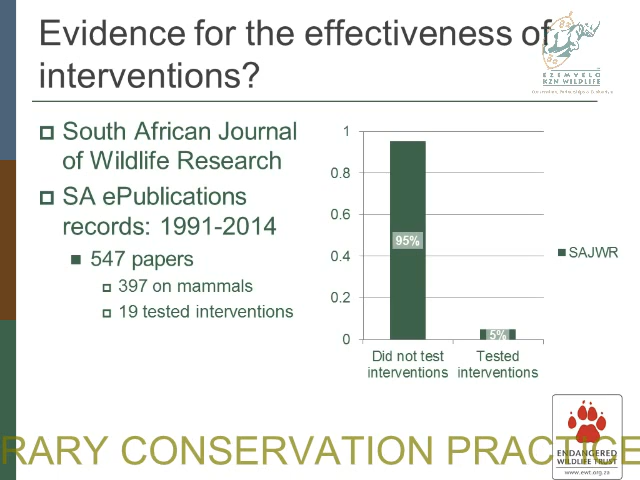 Evidence for the effectiveness of
interventions?
EZEMVELO
KZN WILDLIFE
South African Journal
of Wildlife Research
SA ePublications
records: 1991-2014
547 papers
397 on mammals
19 tested interventions
1
0.8
0.6
0.4
0.2
0
95%
5%
Did not test
interventions
Tested
interventions
SAJWR
RARY CONSERVATION PRACTICE
ENDANGERED
WILDLIFE TRUST
www.ewt.org.za